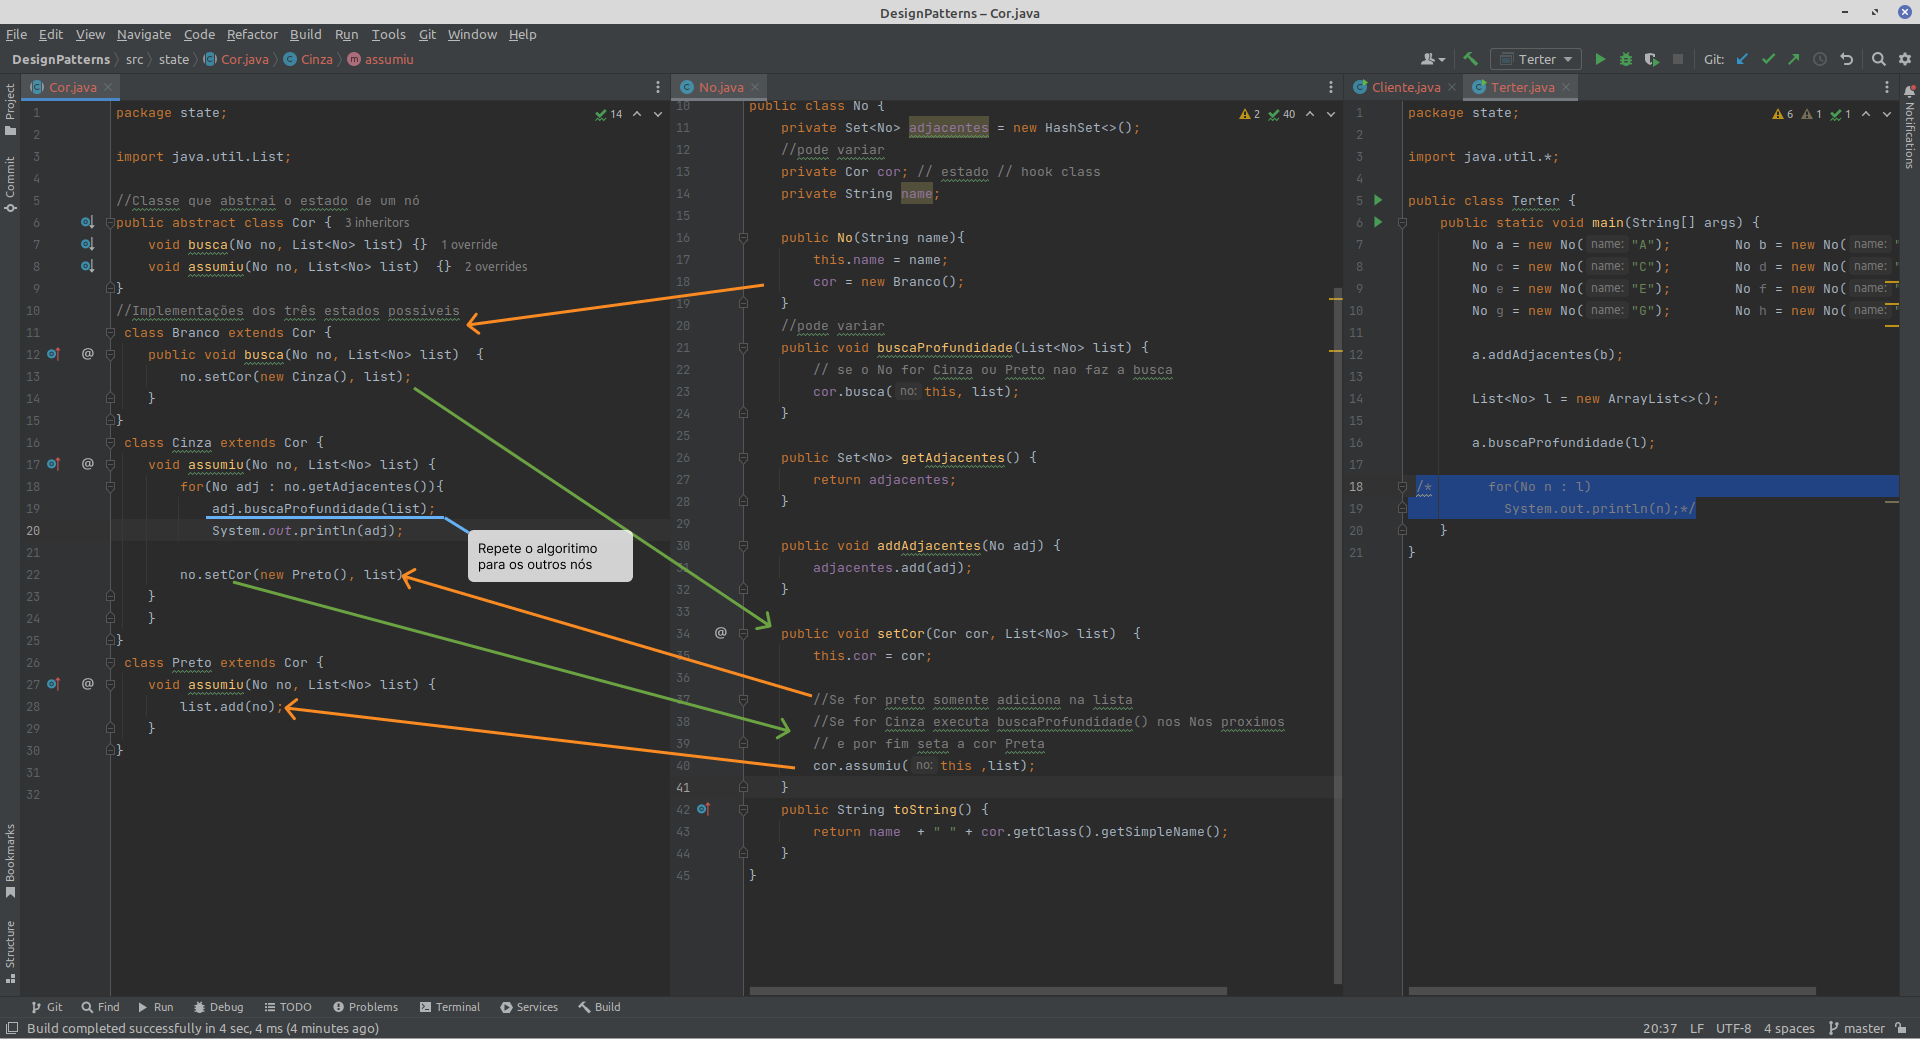 DesignPatterns – Cor.java
File Edit View Navigate Code Refactor Build Run Tools Git Window Help
DesignPatterns src state Cor.java Cinza assumiu
Terter Git:
Project
Commit
Bookmarks
Structure
Cor.java
14
1 package state;
2
3 import java.util.List;
4
5 //Classe que abstrai o estado de um nó
6 public abstract class Cor { 3 inheritors
7 void busca(No no, List<No> list) {} 1 override
8 void assumiu(No no, List<No> list) {} 2 overrides
9 }
10 //Implementações dos três estados possíveis
11 class Branco extends Cor {
12 @ public void busca(No no, List<No> list) {
13 no.setCor(new Cinza(), list);
14 }
15 }
16 class Cinza extends Cor {
17 @ void assumiu(No no, List<No> list) {
18 for(No adj : no.getAdjacentes()){
19 adj.buscaProfundidade(list);
20 System.out.println(adj);
21
22 no.setCor(new Preto(), list)
23 }
24 }
25 }
26 class Preto extends Cor {
27 @ void assumiu(No no, List<No> list) {
28 list.add(no);
29 }
30 }
31
32
Repete o algoritimo
para os outros nós
No.java
2 40
10 public class No {
11 private Set<No> adjacentes = new HashSet<>();
12 //pode variar
13 private Cor cor; // estado // hook class
14 private String name;
15
16 public No(String name){
17 this.name = name;
18 cor = new Branco();
19 }
20 //pode variar
21 public void buscaProfundidade(List<No> list) {
22 // se o No for Cinza ou Preto nao faz a busca
23 cor.busca( no: this, list);
24 }
25
26 public Set<No> getAdjacentes() {
27 return adjacentes;
28 }
29
30 public void addAdjacentes(No adj) {
31 adjacentes.add(adj);
32 }
33
34 @ public void setCor(Cor cor, List<No> list) {
35 this.cor = cor;
36
37 //Se for preto somente adiciona na lista
38 //Se for Cinza executa buscaProfundidade() nos Nos proximos
39 // e por fim seta a cor Preta
40 cor.assumiu( no: this ,list);
41 }
42 public String toString() {
43 return name + " " + cor.getClass().getSimpleName();
44 }
45 }
Cliente.java Terter.java
6 1 1
1 package state;
2
3 import java.util.*;
4
5 public class Terter {
6 public static void main(String[] args) {
7 No a = new No( name: "A"); No b = new No( name: "
8 No c = new No( name: "C"); No d = new No( name: "
9 No e = new No( name: "E"); No f = new No( name: "
10 No g = new No( name: "G"); No h = new No( name: "
11
12 a.addAdjacentes(b);
13
14 List<No> l = new ArrayList<>();
15
16 a.buscaProfundidade(l);
17
18 /* for(No n : l)
19 System.out.println(n);*/
20 }
21 }
Notifications
Git Find Run Debug TODO Problems Terminal Services Build
Build completed successfully in 4 sec, 4 ms (4 minutes ago)
20:37 LF UTF-8 4 spaces master